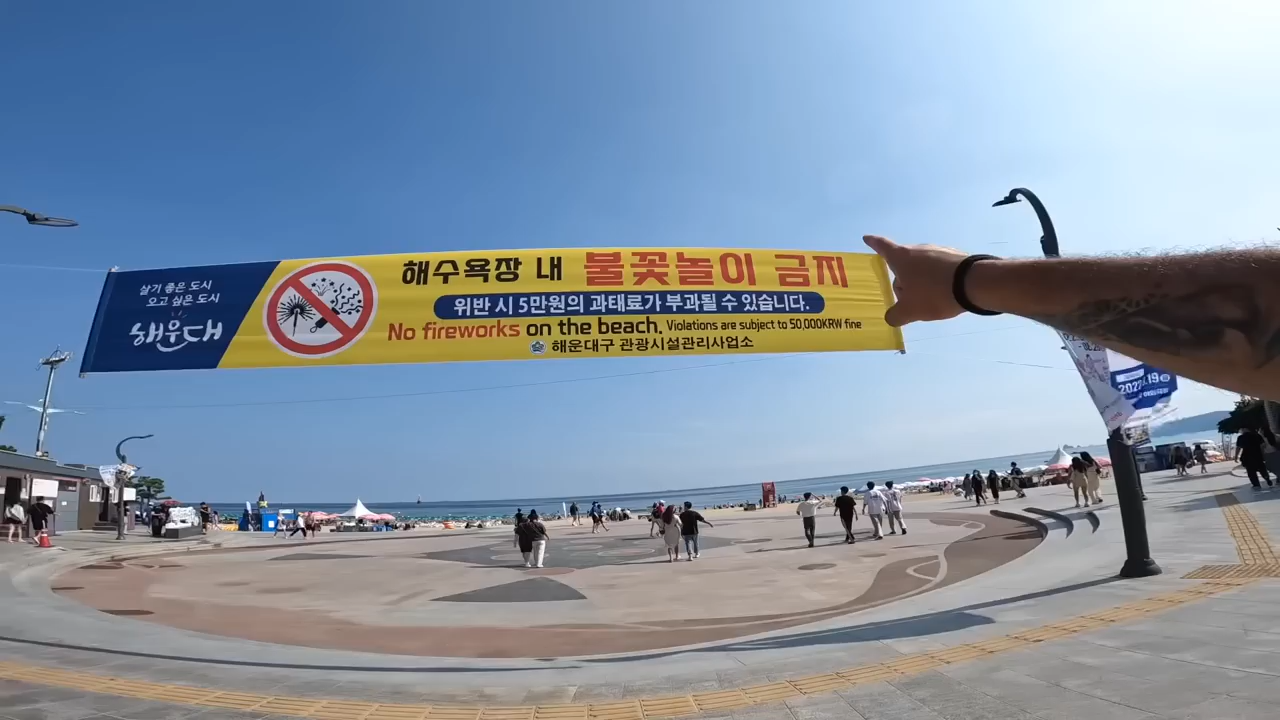 살기 좋은 도시
오고 싶은 도시
해운대
해수욕장 내 불꽃놀이 금지
위반 시 5만원의 과태료가 부과될 수 있습니다.
No fireworks on the beach. Violations are subject to 50,000KRW fine
해운대구 관광시설관리사업소